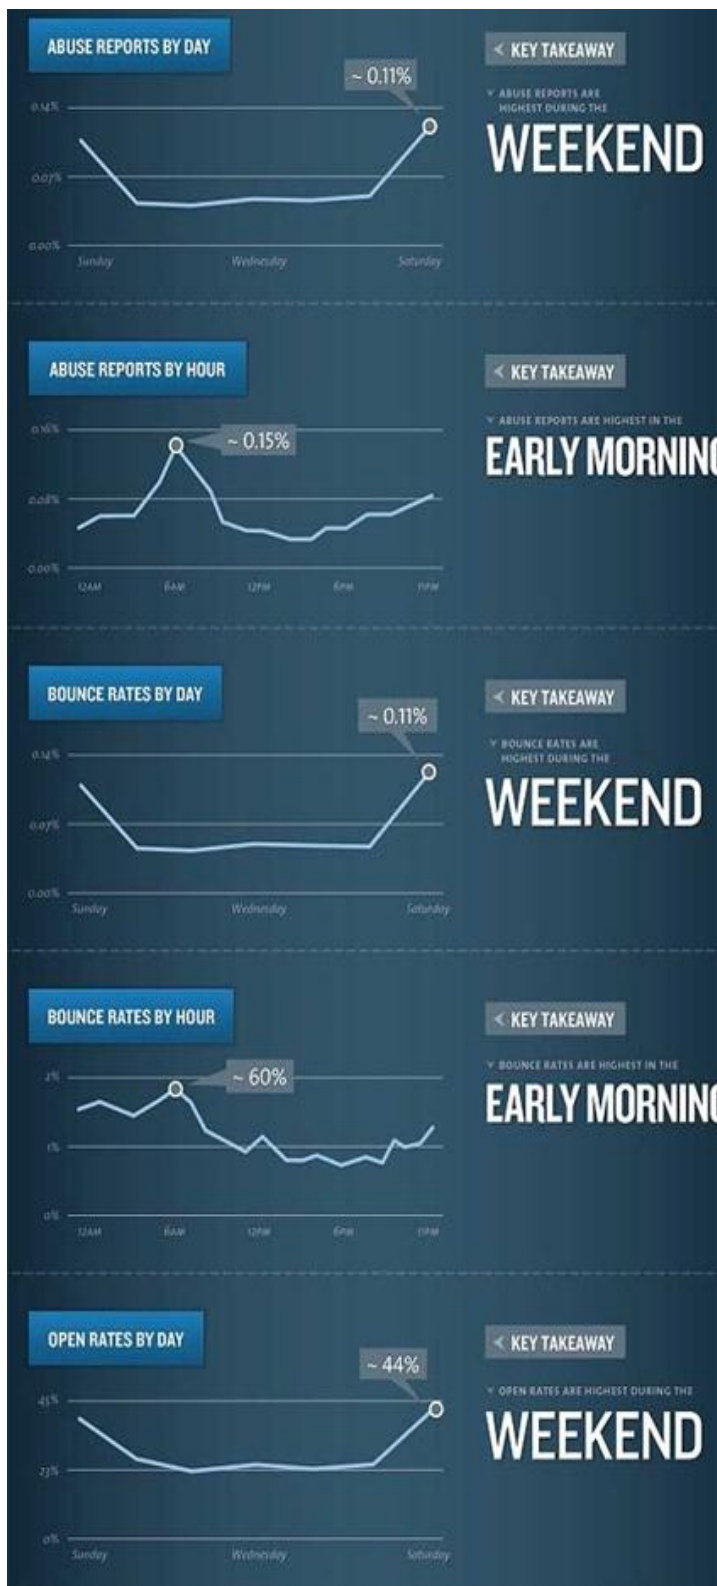 ABUSE REPORTS BY DAY
KEY TAKEAWAY
~ 0.11%
ABUSE REPORTS ARE
HIGHEST DURING THE
WEEKEND
0.14%
0.07%
0.00%
Sunday Wednesday Saturday
ABUSE REPORTS BY HOUR
KEY TAKEAWAY
~ 0.15%
ABUSE REPORTS ARE HIGHEST IN THE
EARLY MORNING
0.16%
0.08%
0.00%
12AM 6AM 12PM 6PM 11PM
BOUNCE RATES BY DAY
KEY TAKEAWAY
~ 0.11%
BOUNCE RATES ARE
HIGHEST DURING THE
WEEKEND
0.14%
0.07%
0.00%
Sunday Wednesday Saturday
BOUNCE RATES BY HOUR
KEY TAKEAWAY
~ 60%
BOUNCE RATES ARE HIGHEST IN THE
EARLY MORNING
2%
1%
0%
12AM 6AM 12PM 6PM 11PM
OPEN RATES BY DAY
KEY TAKEAWAY
~ 44%
OPEN RATES ARE HIGHEST DURING THE
WEEKEND
45%
23%
0%
Sunday Wednesday Saturday